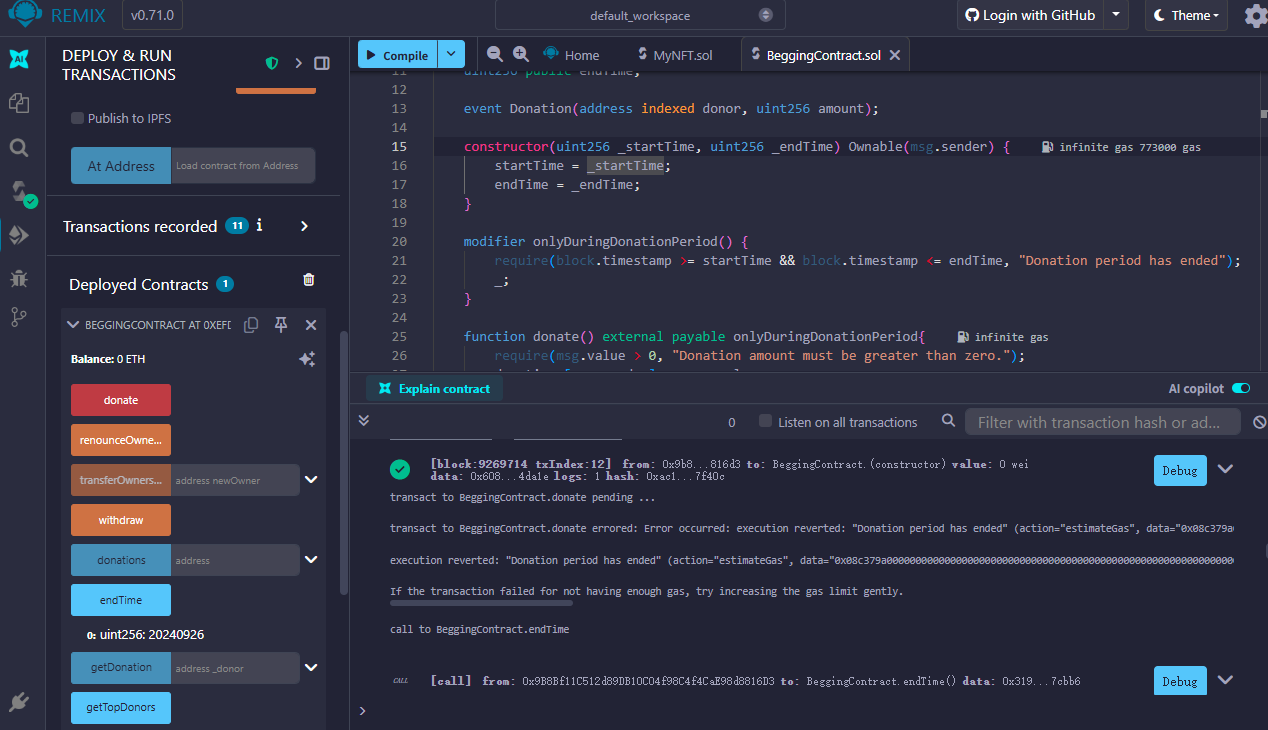 REMIX v0.71.0 default_workspace Login with GitHub Theme
DEPLOY & RUN
TRANSACTIONS
Publish to IPFS
At Address Load contract from Address
Transactions recorded 11 i
Deployed Contracts 1
BEGGINGCONTRACT AT 0XEFD
Balance: 0 ETH
donate
renounceOwne...
transferOwners... address newOwner
withdraw
donations address
endTime
0: uint256: 20240926
getDonation address _donor
getTopDonors
Compile Home MyNFT.sol BeggingContract.sol
11 uint256 public endTime;
12
13 event Donation(address indexed donor, uint256 amount);
14
15 constructor(uint256 _startTime, uint256 _endTime) Ownable(msg.sender) { infinite gas 773000 gas
16 startTime = _startTime;
17 endTime = _endTime;
18 }
19
20 modifier onlyDuringDonationPeriod() {
21 require(block.timestamp >= startTime && block.timestamp <= endTime, "Donation period has ended");
22 _;
23 }
24
25 function donate() external payable onlyDuringDonationPeriod{ infinite gas
26 require(msg.value > 0, "Donation amount must be greater than zero.");
Explain contract AI copilot
0 Listen on all transactions Filter with transaction hash or ad...
[block:9269714 txIndex:12] from: 0x9b8...816d3 to: BeggingContract.(constructor) value: 0 wei
data: 0x608...4da1e logs: 1 hash: 0xac1...7f40c
Debug
transact to BeggingContract.donate pending ...
transact to BeggingContract.donate errored: Error occurred: execution reverted: "Donation period has ended" (action="estimateGas", data="0x08c379a0
execution reverted: "Donation period has ended" (action="estimateGas",
If the transaction failed for not having enough gas, try increasing the gas limit gently.
call to BeggingContract.endTime
CALL [call] from: 0x9B8Bf11C512d89DB10C04f98C4f4CaE98d8816D3 to: BeggingContract.endTime() data: 0x319...7cbb6
Debug